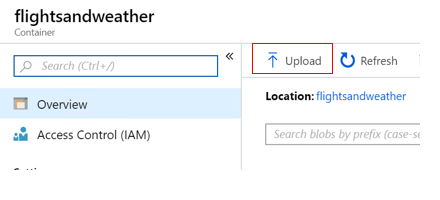 flightsandweather
Container
Search (Ctrl+/)
«
Overview
Access Control (IAM)
Upload
Refresh
Location: flightsandweather
Search blobs by prefix (case-se